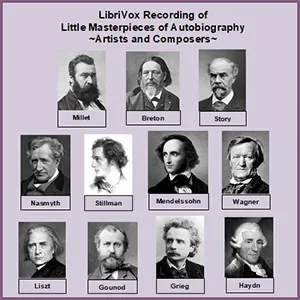 LibriVox Recording of
Little Masterpieces of Autobiography
~Artists and Composers~
Millet
Breton
Story
Nasmyth
Stillman
Mendelssohn
Wagner
Liszt
Gounod
Grieg
Haydn